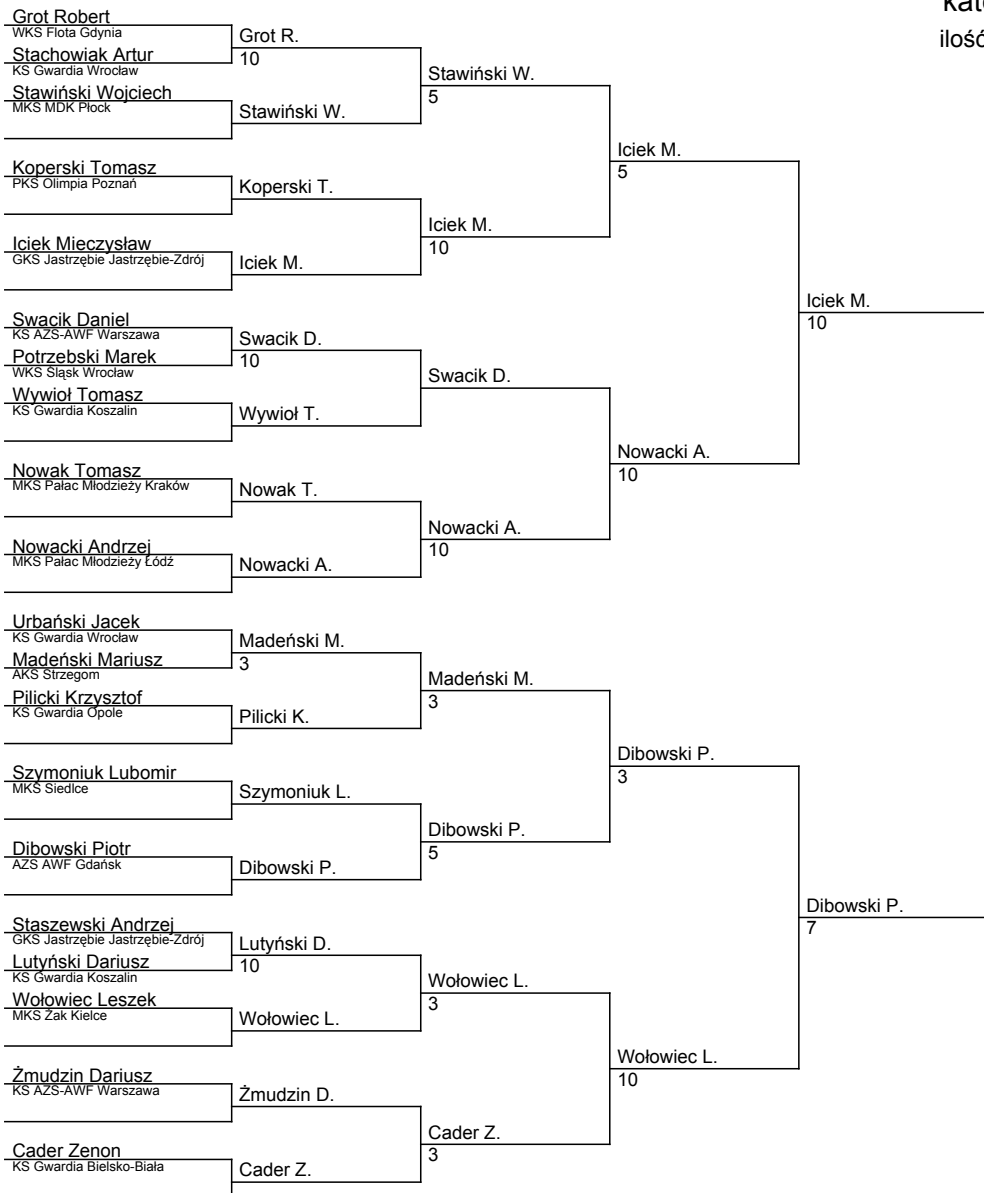 kat
ilość
Grot Robert
WKS Flota Gdynia
Grot R.
Stachowiak Artur
10
KS Gwardia Wrocław
Stawiński W.
Stawiński Wojciech
5
MKS MDK Płock
Stawiński W.
Iciek M.
Koperski Tomasz
5
PKS Olimpia Poznań
Koperski T.
Iciek M.
Iciek Mieczysław
10
GKS Jastrzębie Jastrzębie-Zdrój
Iciek M.
Iciek M.
10
Swacik Daniel
KS AZS-AWF Warszawa
Swacik D.
Potrzebski Marek
10
WKS Śląsk Wrocław
Swacik D.
Wywioł Tomasz
KS Gwardia Koszalin
Wywioł T.
Nowacki A.
Nowak Tomasz
10
MKS Pałac Młodzieży Kraków
Nowak T.
Nowacki A.
Nowacki Andrzej
10
MKS Pałac Młodzieży Łódź
Nowacki A.
Urbański Jacek
KS Gwardia Wrocław
Madeński M.
Madeński Mariusz
3
AKS Strzegom
Madeński M.
Pilicki Krzysztof
3
KS Gwardia Opole
Pilicki K.
Dibowski P.
Szymoniuk Lubomir
3
MKS Siedlce
Szymoniuk L.
Dibowski P.
Dibowski Piotr
5
AZS AWF Gdańsk
Dibowski P.
Dibowski P.
7
Staszewski Andrzej
GKS Jastrzębie Jastrzębie-Zdrój
Lutyński D.
Lutyński Dariusz
10
KS Gwardia Koszalin
Wołowiec L.
Wołowiec Leszek
3
MKS Żak Kielce
Wołowiec L.
Wołowiec L.
Żmudzin Dariusz
10
KS AZS-AWF Warszawa
Żmudzin D.
Cader Z.
Cader Zenon
3
KS Gwardia Bielsko-Biała
Cader Z.